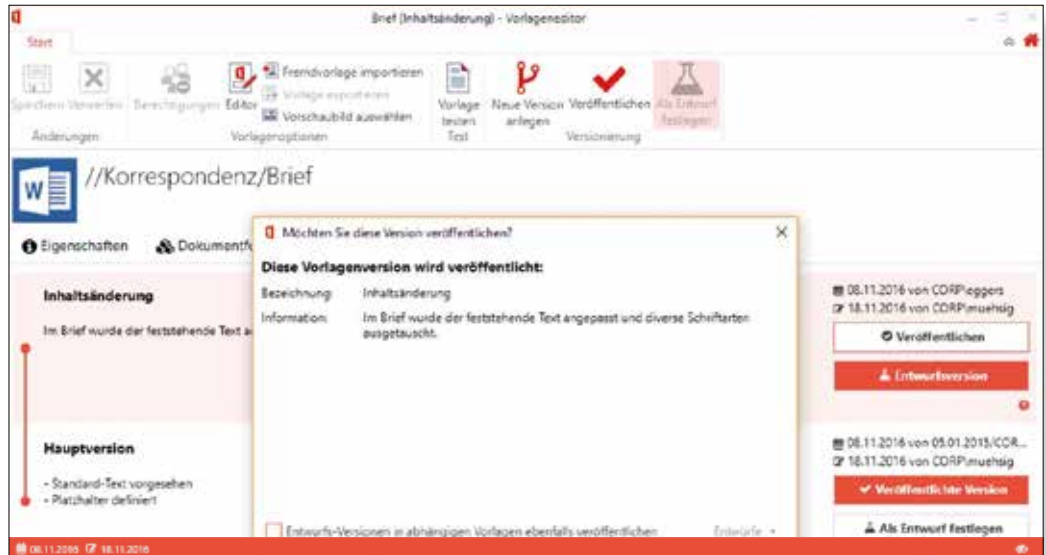 Brief (Inhaltsänderung) - Vorlageneditor
Start
Speichern Verwerfen Berechtigungen Editor
Fremdvorlage importieren
Vorlage exportieren
Vorschaubild auswählen
Vorlage testen
Neue Version anlegen
Veröffentlichen
Als Entwurf festlegen
Änderungen
Vorlagenoptionen
Test
Versionierung
//Korrespondenz/Brief
Eigenschaften
Möchten Sie diese Version veröffentlichen?
Diese Vorlagenversion wird veröffentlicht:
Bezeichnung: Inhaltsänderung
Information: Im Brief wurde der feststehende Text angepasst und diverse Schriftarten
ausgetauscht.
Entwurfs-Versionen in abhängigen Vorlagen ebenfalls veröffentlichen
Entwürfe
Inhaltsänderung
Im Brief wurde der feststehende Text
08.11.2016 von CORP\eggers
18.11.2016 von CORP\muehsig
Veröffentlichen
Entwurfsversion
Hauptversion
- Standard-Text vorgesehen
- Platzhalter definiert
08.11.2016 von 05.01.2015/COR...
18.11.2016 von CORP\muehsig
Veröffentlichte Version
Als Entwurf festlegen
18.11.2016